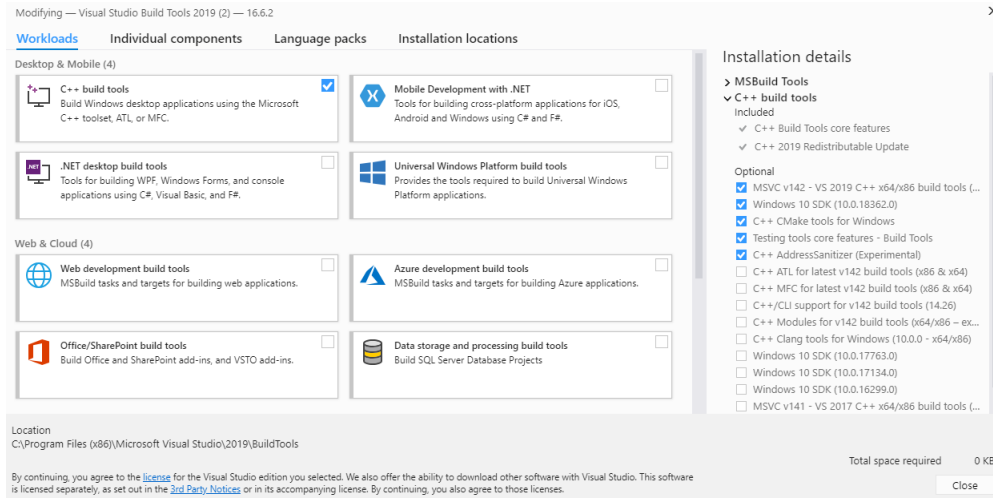 Modifying — Visual Studio Build Tools 2019 (2) — 16.6.2
Workloads
Individual components
Language packs
Installation locations
Desktop & Mobile (4)
C++ build tools
Build Windows desktop applications using the Microsoft
C++ toolset, ATL, or MFC.
Mobile Development with .NET
Tools for building cross-platform applications for iOS,
Android and Windows using C# and F#.
.NET
.NET desktop build tools
Tools for building WPF, Windows Forms, and console
applications using C#, Visual Basic, and F#.
Universal Windows Platform build tools
Provides the tools required to build Universal Windows
Platform applications.
Web & Cloud (4)
Web development build tools
MSBuild tasks and targets for building web applications.
Azure development build tools
MSBuild tasks and targets for building Azure applications.
Office/SharePoint build tools
Build Office and SharePoint add-ins, and VSTO add-ins.
Data storage and processing build tools
Build SQL Server Database Projects
Installation details
MSBuild Tools
C++ build tools
Included
C++ Build Tools core features
C++ 2019 Redistributable Update
Optional
MSVC v142 - VS 2019 C++ x64/x86 build tools (...
Windows 10 SDK (10.0.18362.0)
C++ CMake tools for Windows
Testing tools core features - Build Tools
C++ AddressSanitizer (Experimental)
C++ ATL for latest v142 build tools (x86 & x64)
C++ MFC for latest v142 build tools (x86 & x64)
C++/CLI support for v142 build tools (14.26)
C++ Modules for v142 build tools (x64/x86 – ex...
C++ Clang tools for Windows (10.0.0 - x64/x86)
Windows 10 SDK (10.0.17763.0)
Windows 10 SDK (10.0.17134.0)
Windows 10 SDK (10.0.16299.0)
MSVC v141 - VS 2017 C++ x64/x86 build tools (...
Location
C:\Program Files (x86)\Microsoft Visual Studio\2019\BuildTools
Total space required 0 KB
By continuing, you agree to the license for the Visual Studio edition you selected. We also offer the ability to download other software with Visual Studio. This software
is licensed separately, as set out in the 3rd Party Notices or in its accompanying license. By continuing, you also agree to those licenses.
Close